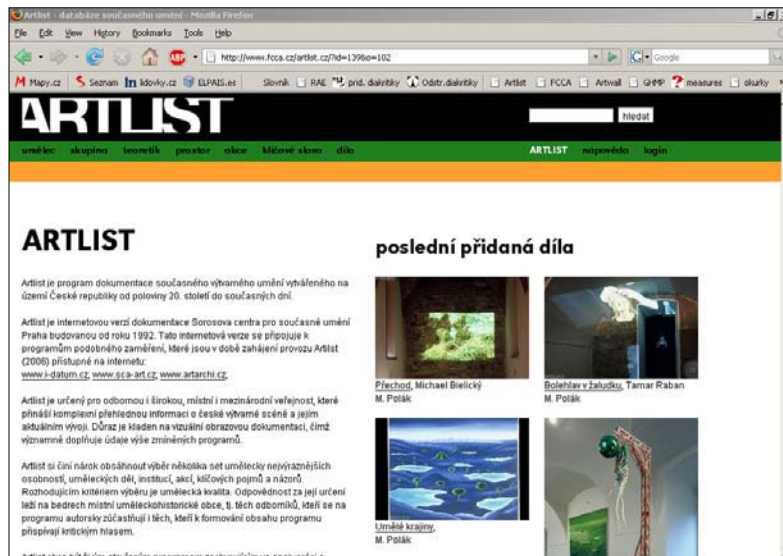 Artlist - databáze současného umění - Mozilla Firefox
File Edit View History Bookmarks Tools Help
http://www.fcca.cz/artlist.cz/?id=139&o=102
Google
Mapy.cz Seznam lidovky.cz ELPAIS.es Slovník RAE prid. diakritiky Odstr.diakritiky Artlist FCCA Artwall GHMP measures okurky
ARTLIST
hledat
umělec skupina teoretik prostor akce klíčové slovo dílo ARTLIST nápověda login
ARTLIST
Artlist je program dokumentace současného výtvarného umění vytvářeného na
území České republiky od poloviny 20. století do současných dní.
Artlist je internetovou verzí dokumentace Sorosova centra pro současné umění
Praha budovanou od roku 1992. Tato internetová verze se připojuje k
programům podobného zaměření, které jsou v době zahájení provozu Artlist
(2006) přístupné na internetu:
www.i-datum.cz, www.sca-art.cz, www.artarchi.cz,
Artlist je určený pro odbornou i širokou, místní i mezinárodní veřejnost, které
přináší komplexní přehlednou informaci o české výtvarné scéně a jejím
aktuálním vývoji. Důraz je kladen na vizuální obrazovou dokumentaci, čímž
významně doplňuje údaje výše zmíněných programů.
Artlist si činí nárok obsáhnout výběr několika set umělecky nejvýraznějších
osobností, uměleckých děl, institucí, akcí, klíčových pojmů a názorů.
Rozhodujícím kritériem výběru je umělecká kvalita. Odpovědnost za její určení
leží na bedrech místní uměleckohistorické obce, tj. těch odborníků, kteří se na
programu autorsky zúčastňují i těch, kteří k formování obsahu programu
přispívají kritickým hlasem.
poslední přidaná díla
Přechod, Michael Bielický
M. Polák
Bolehlav v žaludku, Tamar Raban
M. Polák
Umělé krajiny,
M. Polák